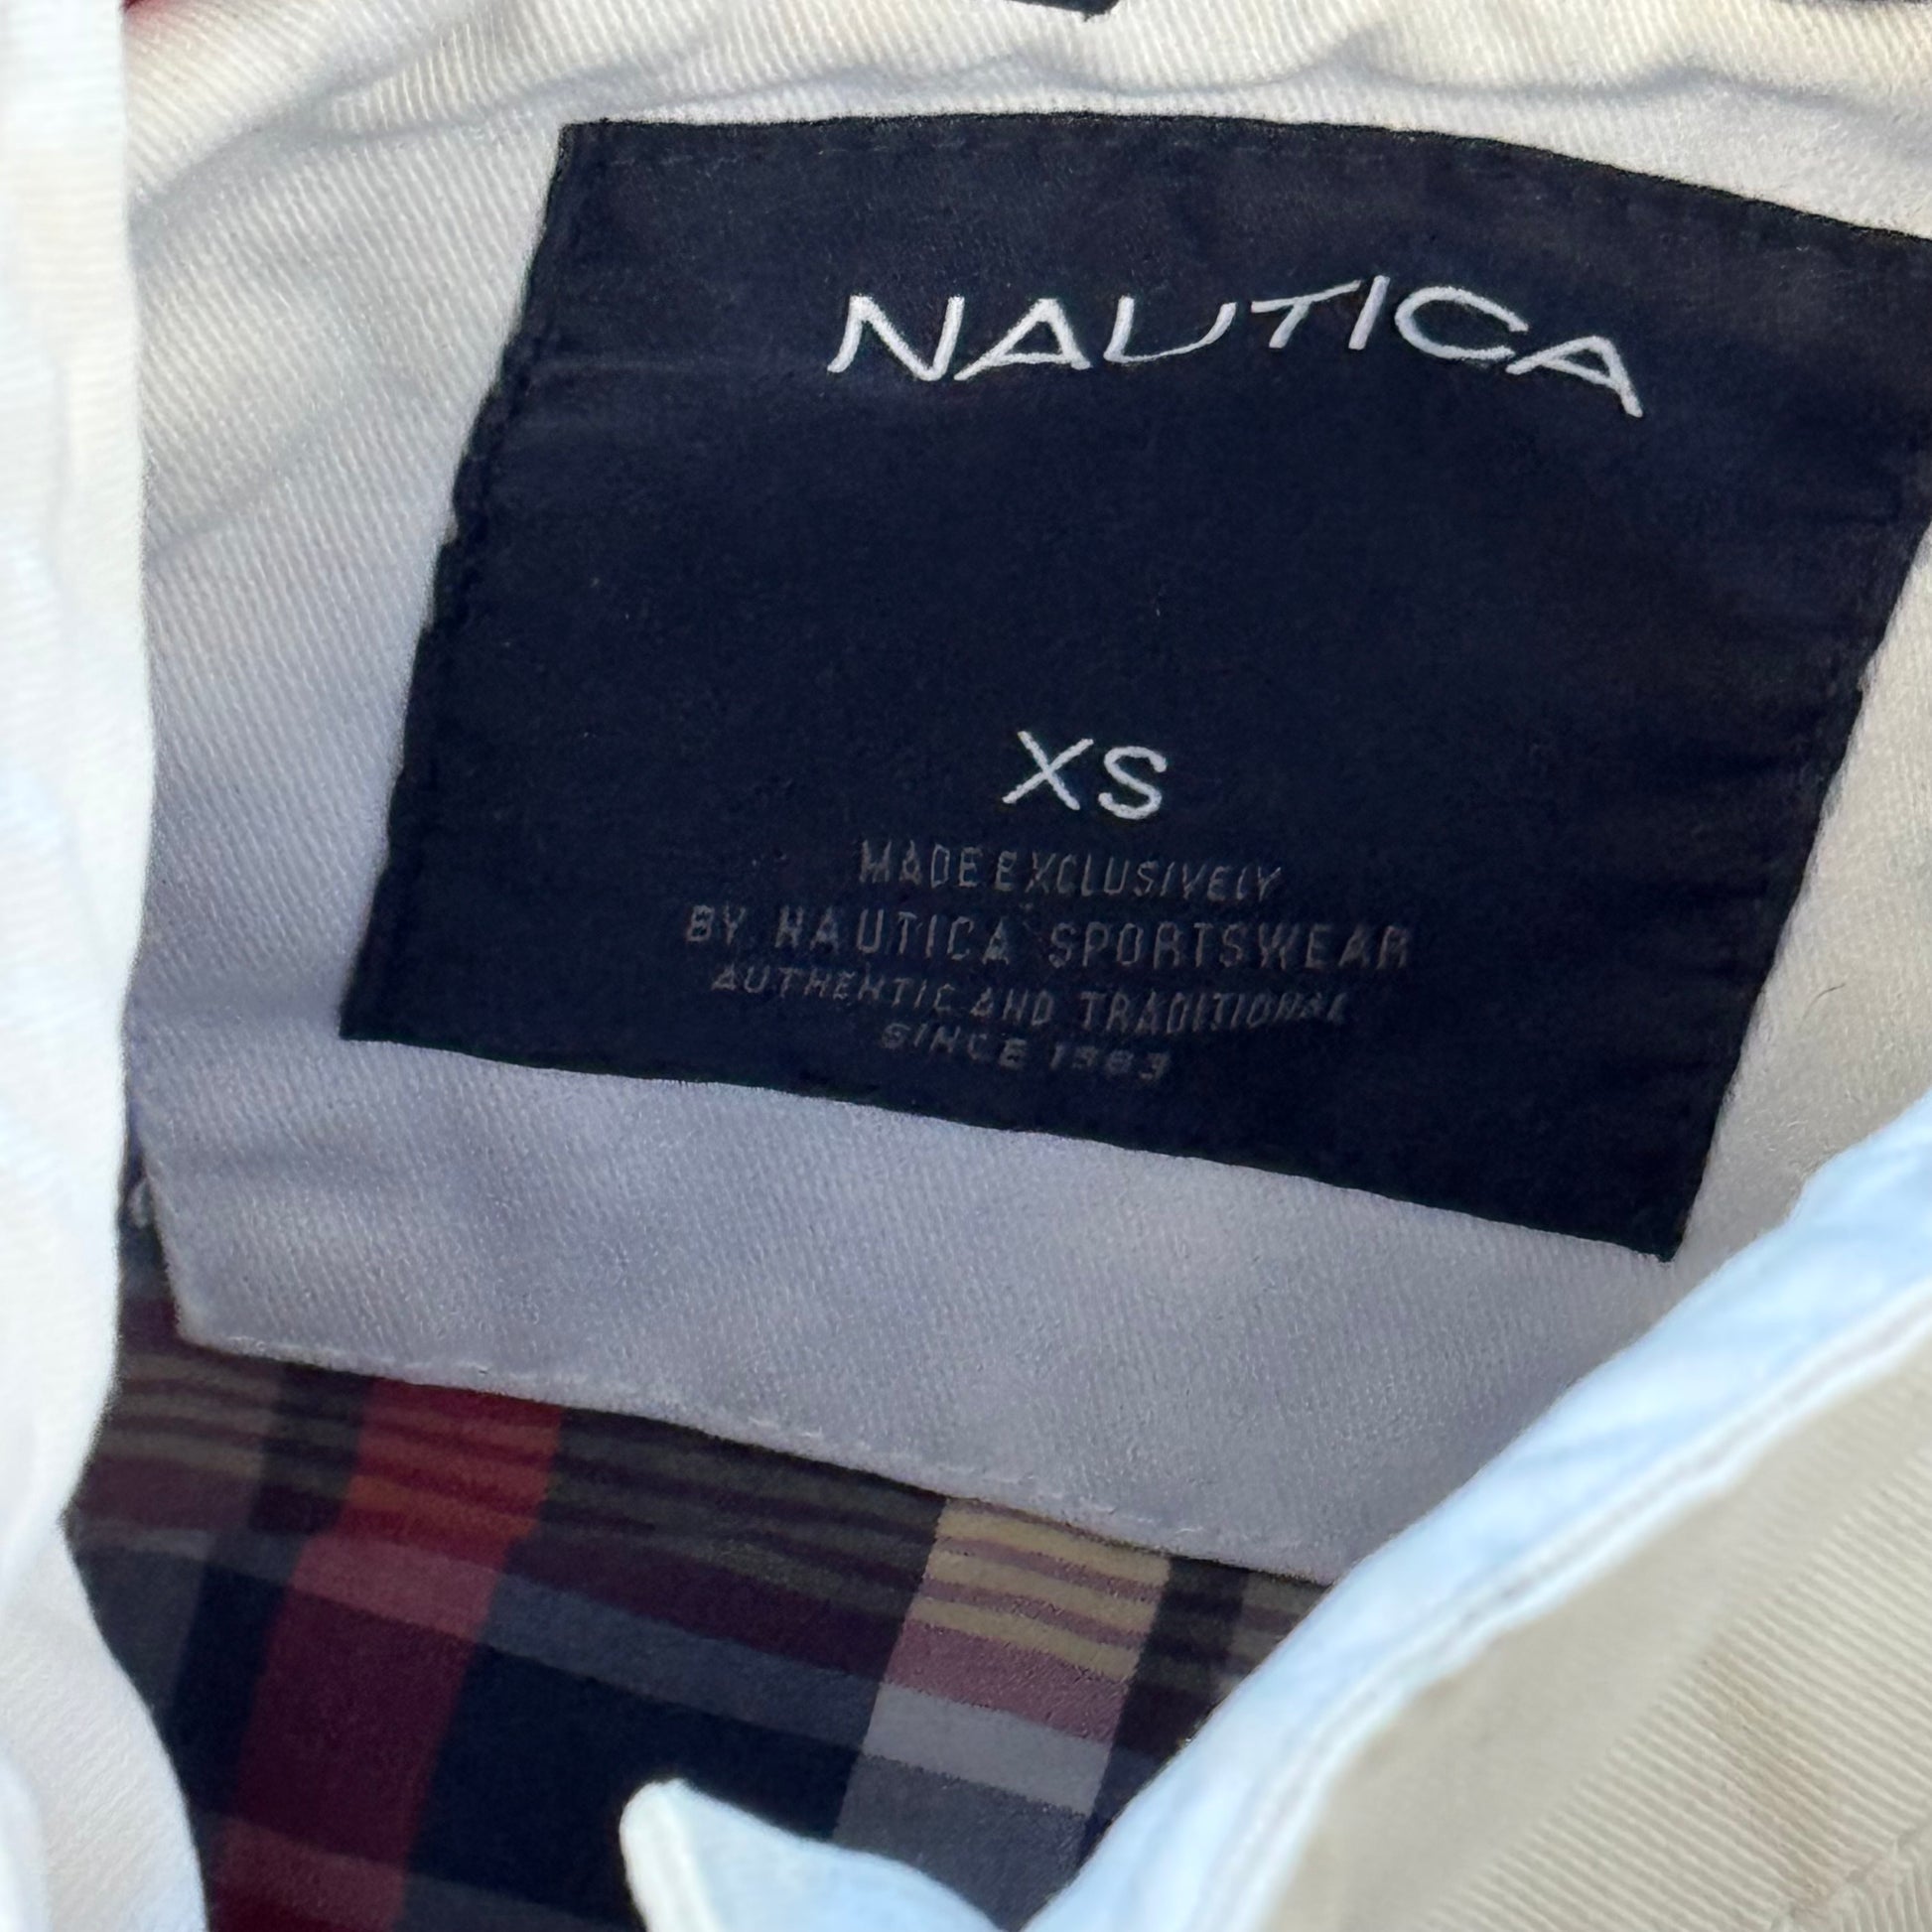 NAUTICA
XS
MADE EXCLUSIVELY
BY NAUTICA SPORTSWEAR
AUTHENTIC AND TRADITIONAL
SINCE 1983